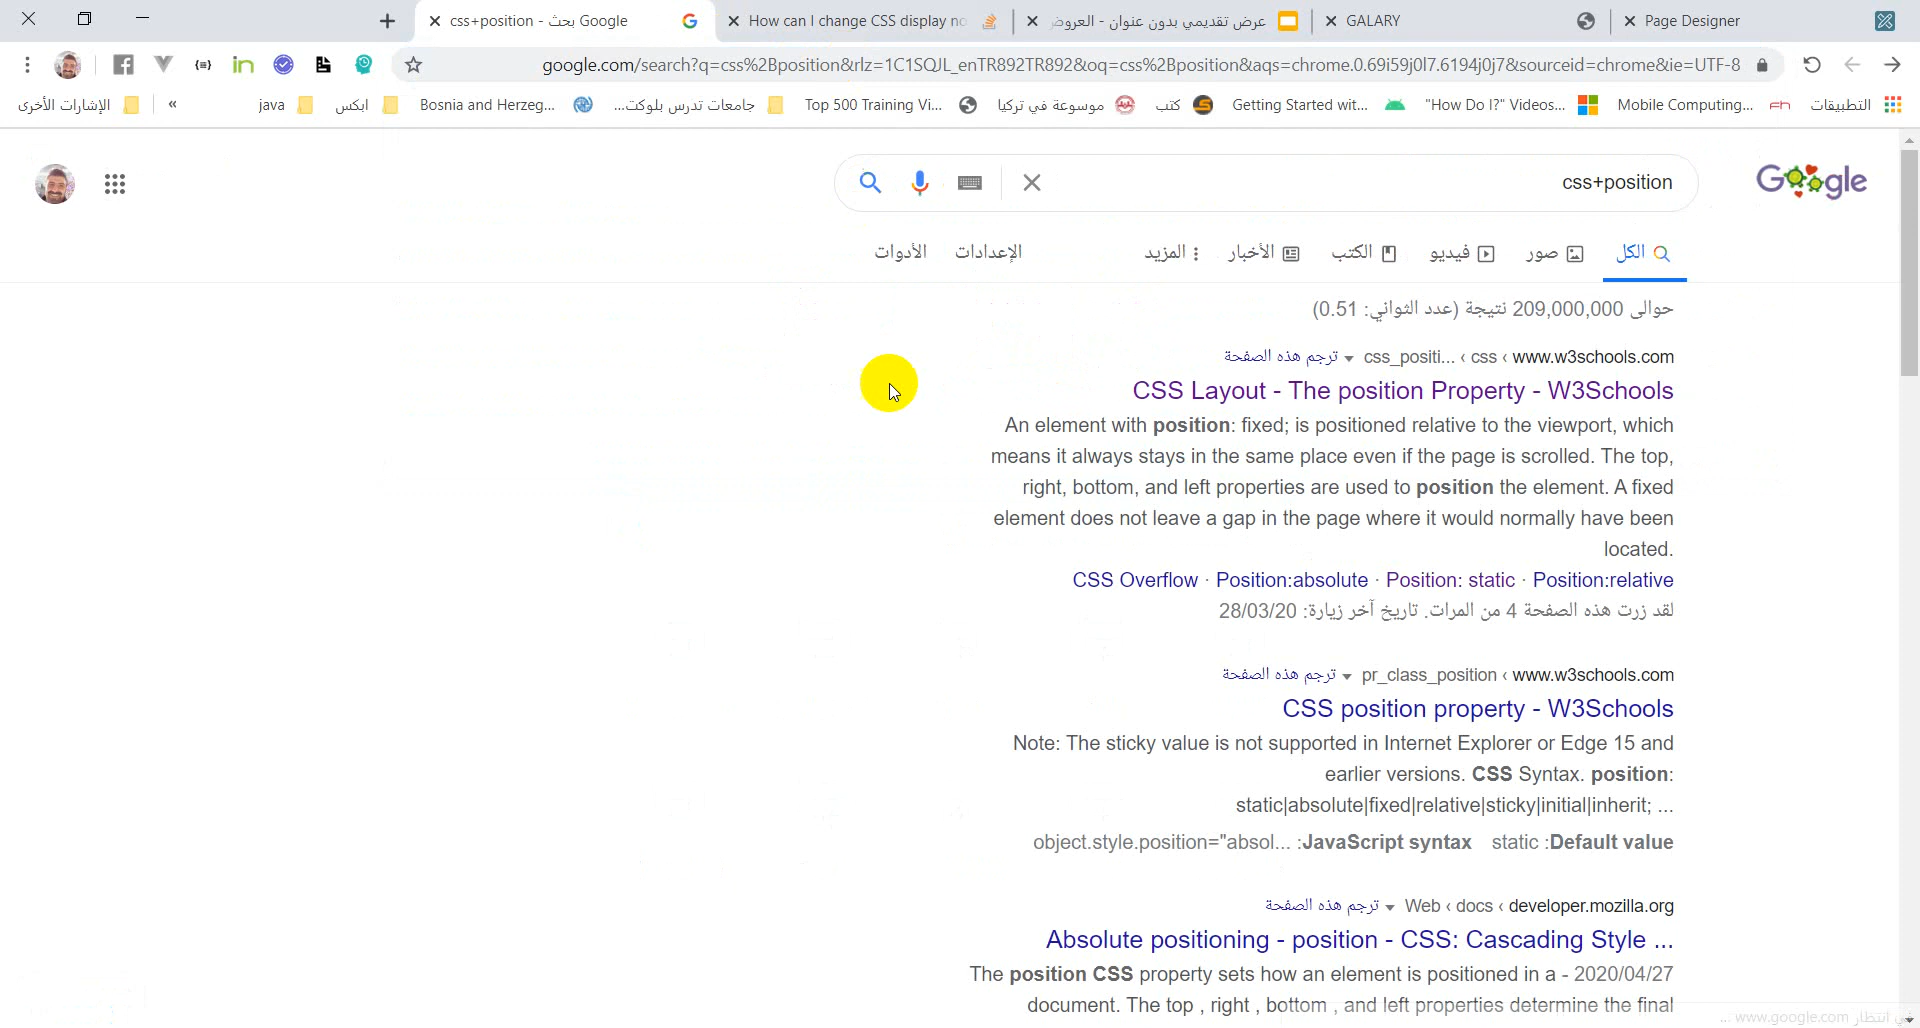 css+position - بحث Google
How can I change CSS display no
عرض تقديمي بدون عنوان - العروض
GALARY
Page Designer
google.com/search?q=css%2Bposition&rlz=1C1SQJL_enTR892TR892&oq=css%2Bposition&aqs=chrome.0.69i59j0l7.6194j0j7&sourceid=chrome&ie=UTF-8
التطبيقات
Mobile Computing...
"How Do I?" Videos...
Getting Started wit...
كتب
موسوعة في تركيا
Top 500 Training Vi...
جامعات تدرس بلوكت...
Bosnia and Herzeg...
ابكس
java
»
الإشارات الأخرى
css+position
Google
الكل
صور
فيديو
الكتب
الأخبار
المزيد
الإعدادات
الأدوات
حوالى 209,000,000 نتيجة (عدد الثواني: 0.51)
www.w3schools.com › css › css_positi... ترجم هذه الصفحة
CSS Layout - The position Property - W3Schools
An element with position: fixed; is positioned relative to the viewport, which
means it always stays in the same place even if the page is scrolled. The top,
right, bottom, and left properties are used to position the element. A fixed
element does not leave a gap in the page where it would normally have been
located.
CSS Overflow · Position:absolute · Position: static · Position:relative
لقد زرت هذه الصفحة 4 من المرات. تاريخ آخر زيارة: 28/03/20
www.w3schools.com › pr_class_position ترجم هذه الصفحة
CSS position property - W3Schools
Note: The sticky value is not supported in Internet Explorer or Edge 15 and
earlier versions. CSS Syntax. position:
static|absolute|fixed|relative|sticky|initial|inherit; ...
Default value: static JavaScript syntax: object.style.position="absol...
developer.mozilla.org › docs › Web ترجم هذه الصفحة
Absolute positioning - position - CSS: Cascading Style ...
The position CSS property sets how an element is positioned in a - 2020/04/27
document. The top , right , bottom , and left properties determine the final
في انتظار www.google.com ...